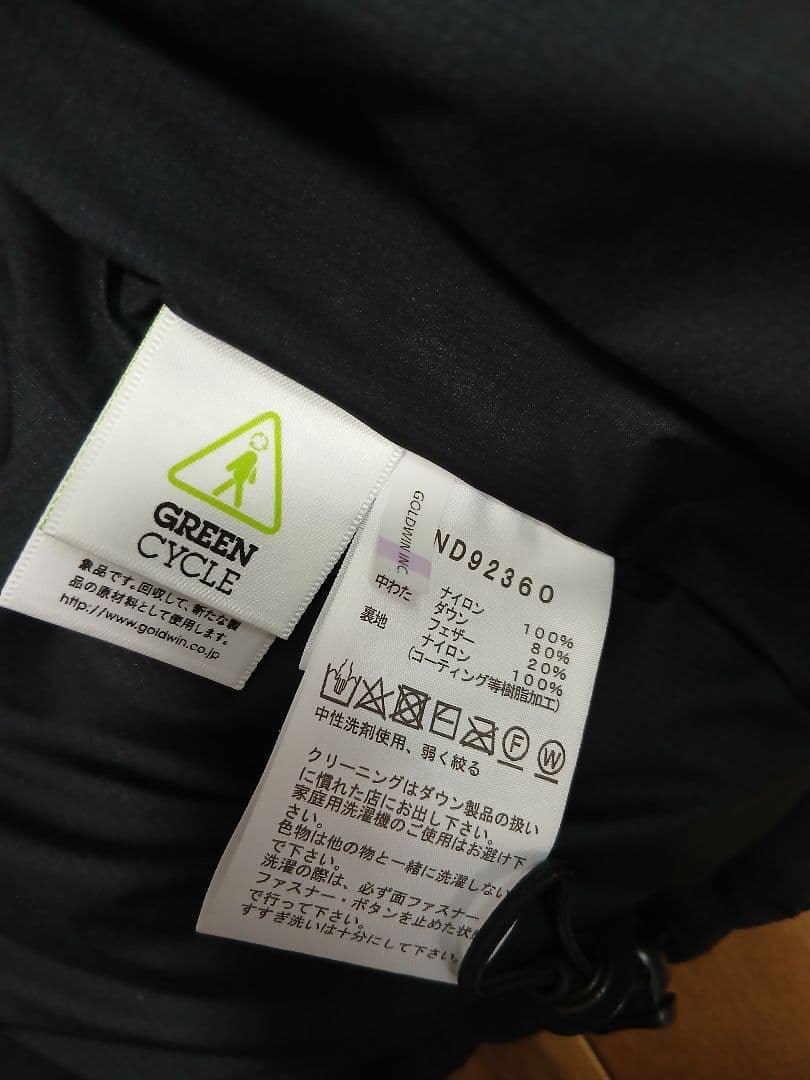 GREEN
CYCLE
象品です。回収して、新たな製
品の原材料として使用します。
http://www.goldwin.co.jp
GOLDWIN INC
ND92360
ナイロン 100%
中わた ダウン 80%
フェザー 20%
裏地 ナイロン 100%
(コーティング等樹脂加工)
F
W
中性洗剤使用、弱く絞る
クリーニングはダウン製品の扱い
に慣れた店にお出し下さい。
家庭用洗濯機のご使用はお避け下
さい。
色物は他の物と一緒に洗濯しない
で下さい。
洗濯の際は、必ず面ファスナー
ファスナー・ボタンを止めた状
で行って下さい。
すすぎ洗いは十分にして下さい。